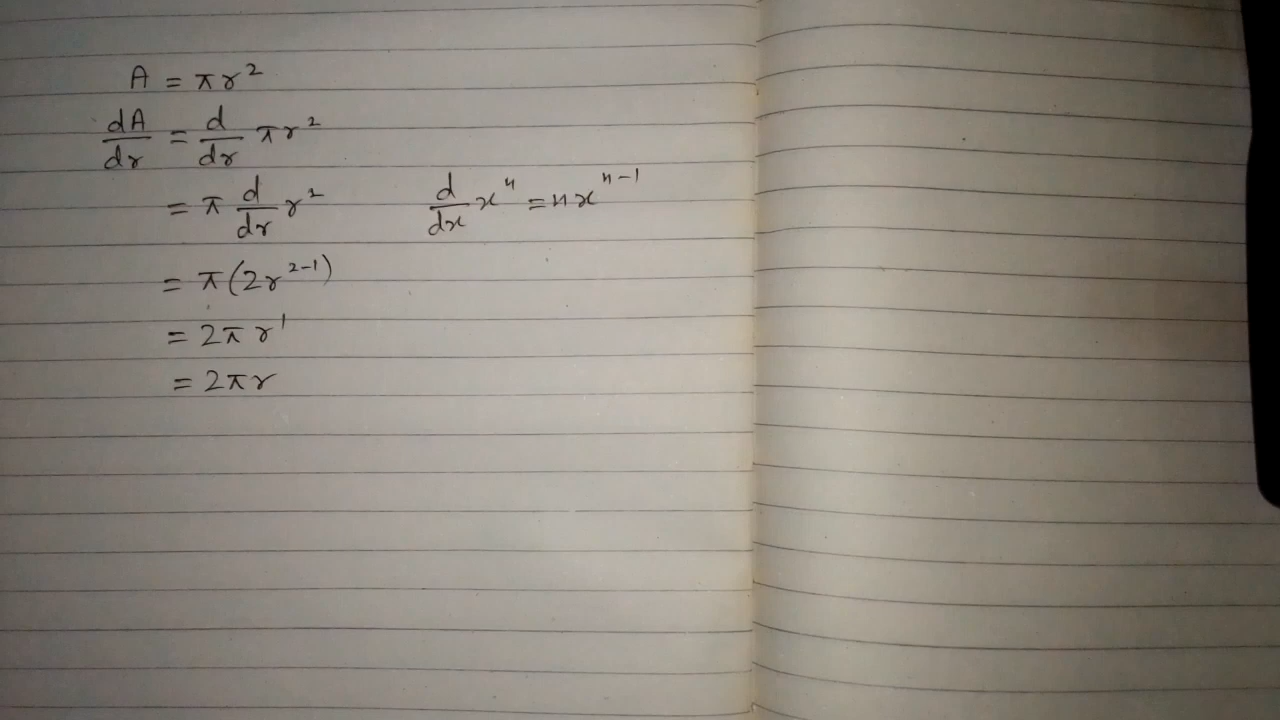 A = πr²
dA/dr = d/dr πr²
= π d/dr r² d/dx xⁿ = nxⁿ⁻¹
= π(2r²⁻¹)
= 2πr¹
= 2πr